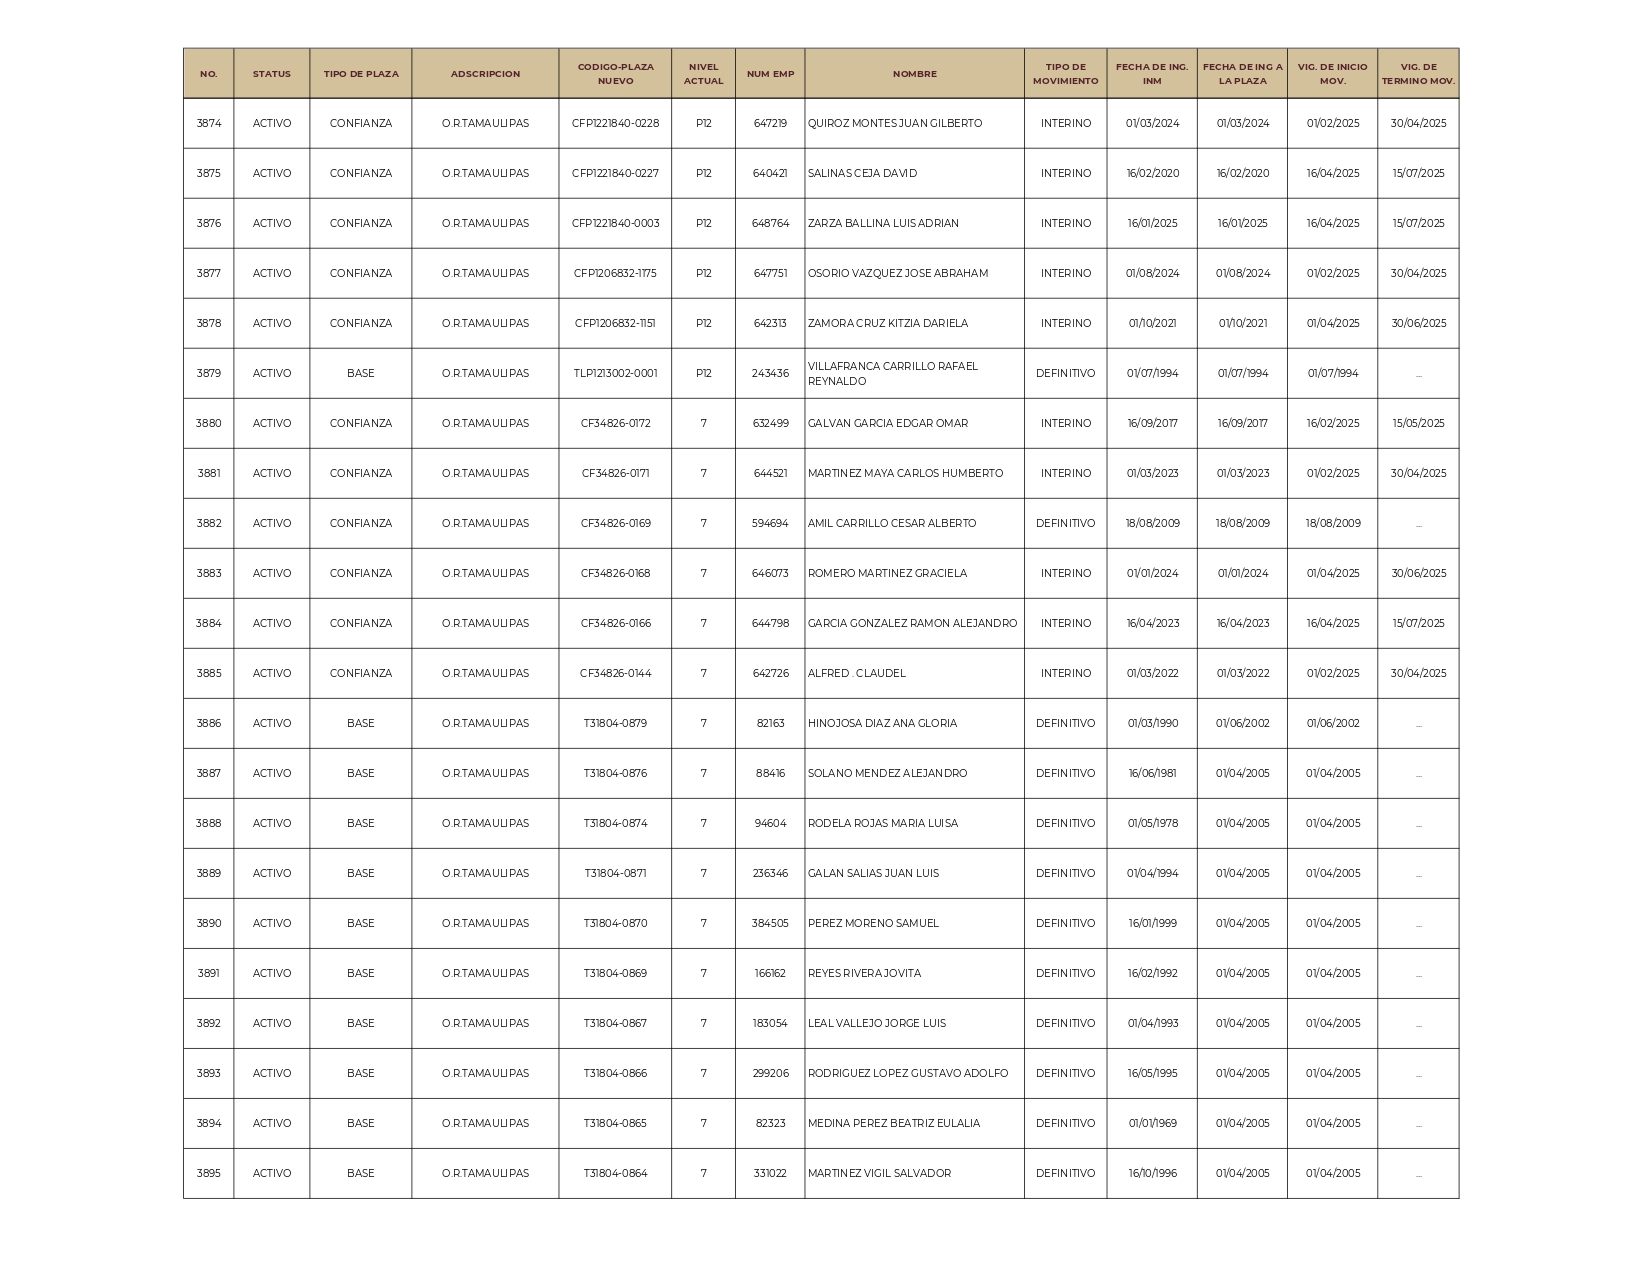 NO. STATUS TIPO DE PLAZA ADSCRIPCION CODIGO-PLAZA NUEVO NIVEL ACTUAL NUM EMP NOMBRE TIPO DE MOVIMIENTO FECHA DE ING. INM FECHA DE ING A LA PLAZA VIG. DE INICIO MOV. VIG. DE TERMINO MOV.
3874 ACTIVO CONFIANZA O.R.TAMAULIPAS CFP1221840-0228 P12 647219 QUIROZ MONTES JUAN GILBERTO INTERINO 01/03/2024 01/03/2024 01/02/2025 30/04/2025
3875 ACTIVO CONFIANZA O.R.TAMAULIPAS CFP1221840-0227 P12 640421 SALINAS CEJA DAVID INTERINO 16/02/2020 16/02/2020 16/04/2025 15/07/2025
3876 ACTIVO CONFIANZA O.R.TAMAULIPAS CFP1221840-0003 P12 648764 ZARZA BALLINA LUIS ADRIAN INTERINO 16/01/2025 16/01/2025 16/04/2025 15/07/2025
3877 ACTIVO CONFIANZA O.R.TAMAULIPAS CFP1206832-1175 P12 647751 OSORIO VAZQUEZ JOSE ABRAHAM INTERINO 01/08/2024 01/08/2024 01/02/2025 30/04/2025
3878 ACTIVO CONFIANZA O.R.TAMAULIPAS CFP1206832-1151 P12 642313 ZAMORA CRUZ KITZIA DARIELA INTERINO 01/10/2021 01/10/2021 01/04/2025 30/06/2025
3879 ACTIVO BASE O.R.TAMAULIPAS TLP1213002-0001 P12 243436 VILLAFRANCA CARRILLO RAFAEL REYNALDO DEFINITIVO 01/07/1994 01/07/1994 01/07/1994 ...
3880 ACTIVO CONFIANZA O.R.TAMAULIPAS CF34826-0172 7 632499 GALVAN GARCIA EDGAR OMAR INTERINO 16/09/2017 16/09/2017 16/02/2025 15/05/2025
3881 ACTIVO CONFIANZA O.R.TAMAULIPAS CF34826-0171 7 644521 MARTINEZ MAYA CARLOS HUMBERTO INTERINO 01/03/2023 01/03/2023 01/02/2025 30/04/2025
3882 ACTIVO CONFIANZA O.R.TAMAULIPAS CF34826-0169 7 594694 AMIL CARRILLO CESAR ALBERTO DEFINITIVO 18/08/2009 18/08/2009 18/08/2009 ...
3883 ACTIVO CONFIANZA O.R.TAMAULIPAS CF34826-0168 7 646073 ROMERO MARTINEZ GRACIELA INTERINO 01/01/2024 01/01/2024 01/04/2025 30/06/2025
3884 ACTIVO CONFIANZA O.R.TAMAULIPAS CF34826-0166 7 644798 GARCIA GONZALEZ RAMON ALEJANDRO INTERINO 16/04/2023 16/04/2023 16/04/2025 15/07/2025
3885 ACTIVO CONFIANZA O.R.TAMAULIPAS CF34826-0144 7 642726 ALFRED . CLAUDEL INTERINO 01/03/2022 01/03/2022 01/02/2025 30/04/2025
3886 ACTIVO BASE O.R.TAMAULIPAS T31804-0879 7 82163 HINOJOSA DIAZ ANA GLORIA DEFINITIVO 01/03/1990 01/06/2002 01/06/2002 ...
3887 ACTIVO BASE O.R.TAMAULIPAS T31804-0876 7 88416 SOLANO MENDEZ ALEJANDRO DEFINITIVO 16/06/1981 01/04/2005 01/04/2005 ...
3888 ACTIVO BASE O.R.TAMAULIPAS T31804-0874 7 94604 RODELA ROJAS MARIA LUISA DEFINITIVO 01/05/1978 01/04/2005 01/04/2005 ...
3889 ACTIVO BASE O.R.TAMAULIPAS T31804-0871 7 236346 GALAN SALIAS JUAN LUIS DEFINITIVO 01/04/1994 01/04/2005 01/04/2005 ...
3890 ACTIVO BASE O.R.TAMAULIPAS T31804-0870 7 384505 PEREZ MORENO SAMUEL DEFINITIVO 16/01/1999 01/04/2005 01/04/2005 ...
3891 ACTIVO BASE O.R.TAMAULIPAS T31804-0869 7 166162 REYES RIVERA JOVITA DEFINITIVO 16/02/1992 01/04/2005 01/04/2005 ...
3892 ACTIVO BASE O.R.TAMAULIPAS T31804-0867 7 183054 LEAL VALLEJO JORGE LUIS DEFINITIVO 01/04/1993 01/04/2005 01/04/2005 ...
3893 ACTIVO BASE O.R.TAMAULIPAS T31804-0866 7 299206 RODRIGUEZ LOPEZ GUSTAVO ADOLFO DEFINITIVO 16/05/1995 01/04/2005 01/04/2005 ...
3894 ACTIVO BASE O.R.TAMAULIPAS T31804-0865 7 82323 MEDINA PEREZ BEATRIZ EULALIA DEFINITIVO 01/01/1969 01/04/2005 01/04/2005 ...
3895 ACTIVO BASE O.R.TAMAULIPAS T31804-0864 7 331022 MARTINEZ VIGIL SALVADOR DEFINITIVO 16/10/1996 01/04/2005 01/04/2005 ...